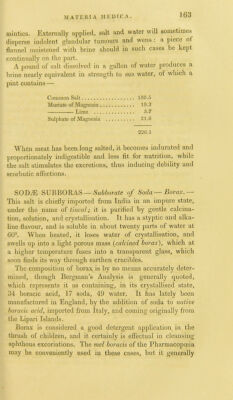 MATERIA MEDICA. 163
asiatics. Externally applied, salt and water will sometimes
disperse indolent glandular tumours and wens: a piece of
flannel moistened with brine should in such cases be kept
continually on the part.
A pound of salt dissolved in a gallon of water produces a
brine nearly equivalent in strength to sea water, of which a
pint contains—
Common Salt .................. 180.5
Muriate of Magnesia ............ 18.3
———— Lime ............ 5.7
Sulphate of Magnesia ........... 21.6
226.1
When meat has been long salted, it becomes indurated and
proportionately indigestible and less fit for nutrition, while
the salt stimulates the excretions, thus inducing debility and
scorbutic affections.
SODÆ SUBBORAS—Subborate of Soda—Borax.—
This salt is chiefly imported from India in an impure state,
under the name of tincal; it is purified by gentle calcina-
tion, solution, and crystallisation. It has a styptic and alka-
line flavour, and is soluble in about twenty parts of water at
60°. When heated, it loses water of crystallisation, and
swells up into a light porous mass (calcined borax), which at
a higher temperature fuses into a transparent glass, which
soon finds its way through earthen crucibles.
The composition of borax is by no means accurately deter-
mined, though Bergman's Analysis is generally quoted,
which represents it as containing, in its crystallised state,
34 boracic acid, 17 soda, 49 water. It has lately been
manufactured in England, by the addition of soda to native
boracic acid, imported from Italy, and coming originally from
the Lipari Islands.
Borax is considered a good detergent application in the
thrush of children, and it certainly is effectual in cleansing
aphthous excoriations. The mel boracis of the Pharmacopœia
may be conveniently used in these cases, but it generally